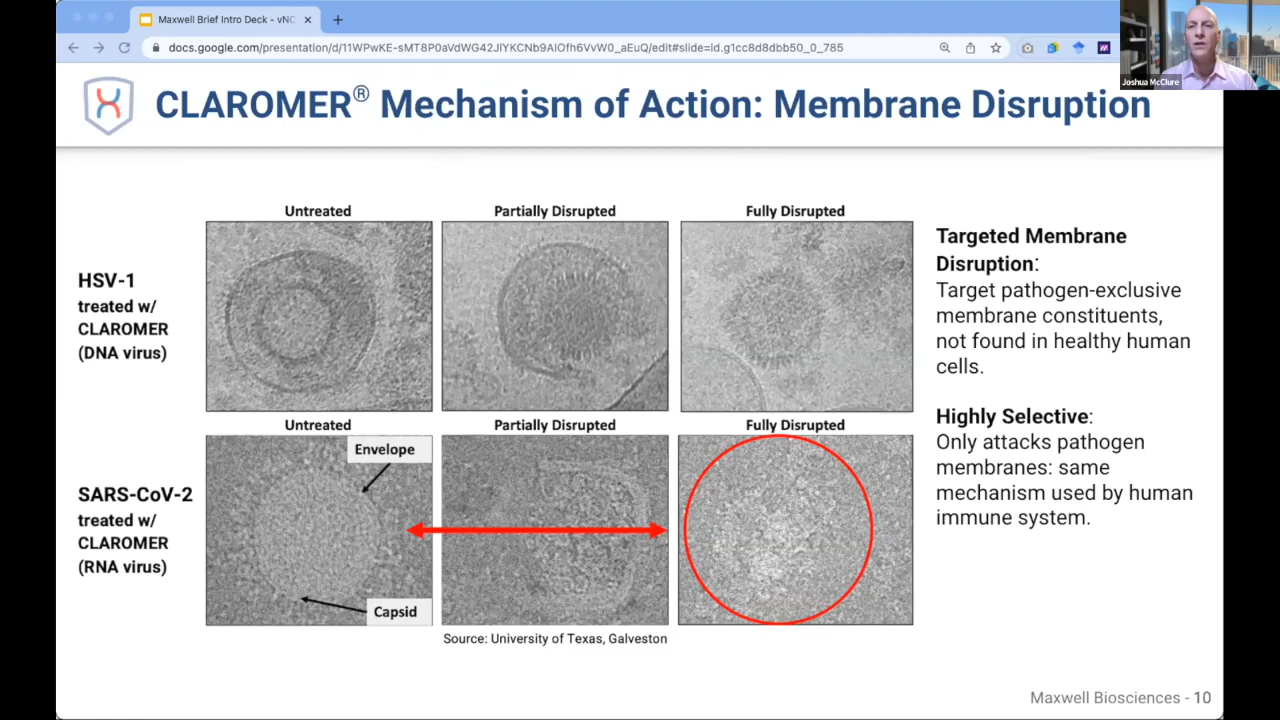 Maxwell Brief Intro Deck - vNC
docs.google.com/presentation/d/11WPwKE-sMT8P0aVdWG42JIYKCNb9AlOfh6VvW0_aEuQ/edit#slide=id.g1cc8d8dbb50_0_785
Joshua McClure
CLAROMER® Mechanism of Action: Membrane Disruption
Untreated
Partially Disrupted
Fully Disrupted
HSV-1
treated w/
CLAROMER
(DNA virus)
Targeted Membrane
Disruption:
Target pathogen-exclusive
membrane constituents,
not found in healthy human
cells.
Untreated
Partially Disrupted
Fully Disrupted
Envelope
SARS-CoV-2
treated w/
CLAROMER
(RNA virus)
Capsid
Highly Selective:
Only attacks pathogen
membranes: same
mechanism used by human
immune system.
Source: University of Texas, Galveston
Maxwell Biosciences - 10